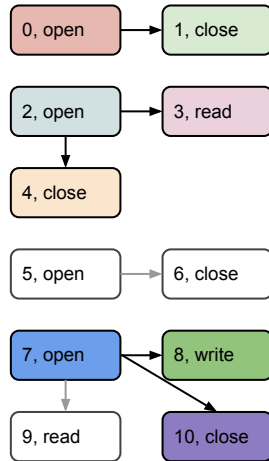 0, open
1, close
2, open
3, read
4, close
5, open
6, close
7, open
8, write
9, read
10, close